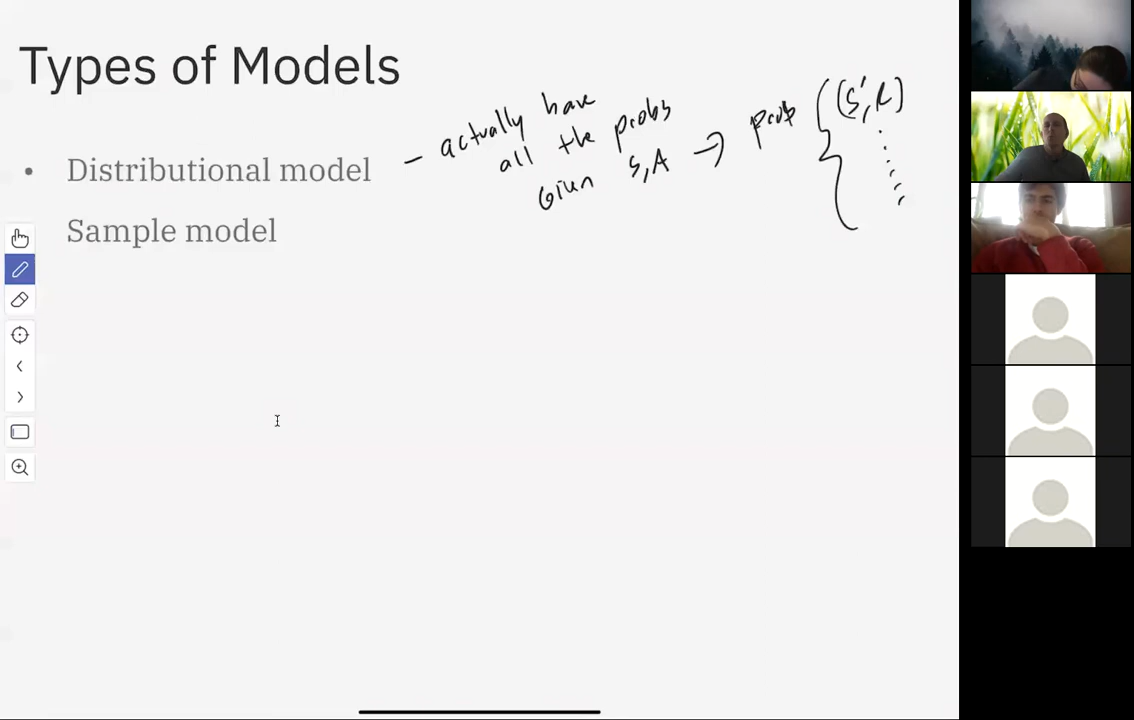 Types of Models
• Distributional model
Sample model
- actually have
all the probs
Given S,A → prob { (S', R)